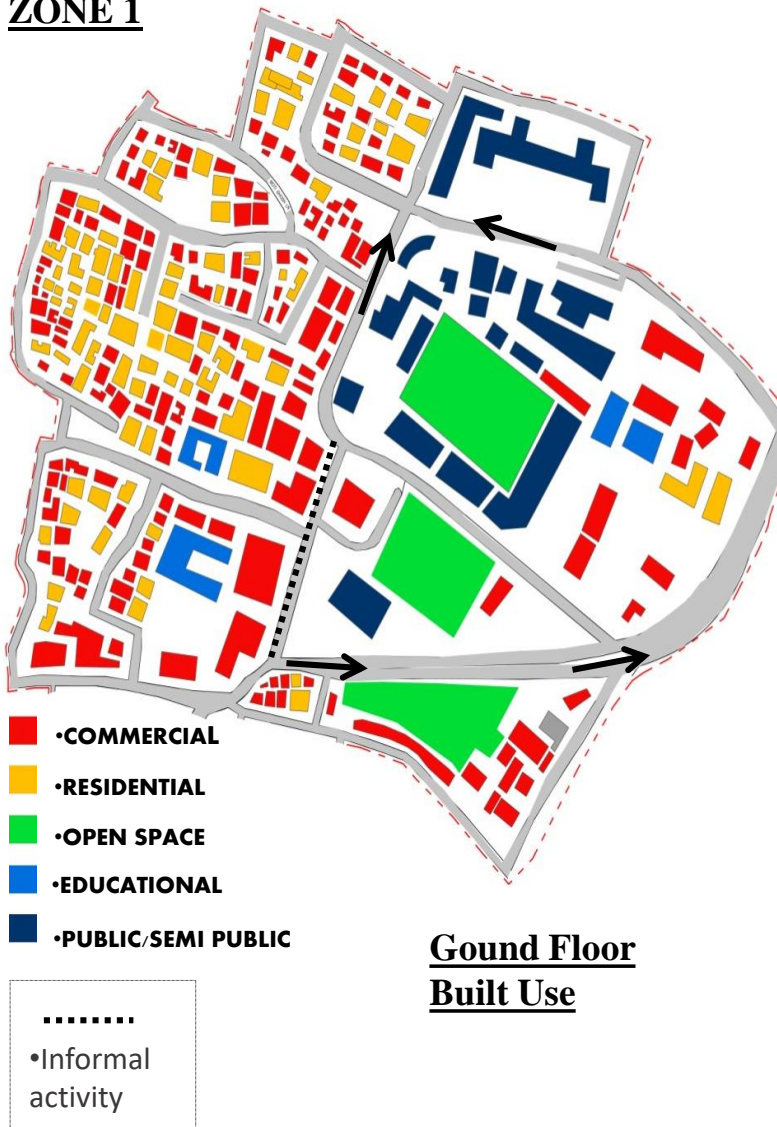 ZONE 1
•COMMERCIAL
•RESIDENTIAL
•OPEN SPACE
•EDUCATIONAL
•PUBLIC/SEMI PUBLIC
Gound Floor
Built Use
•Informal
activity